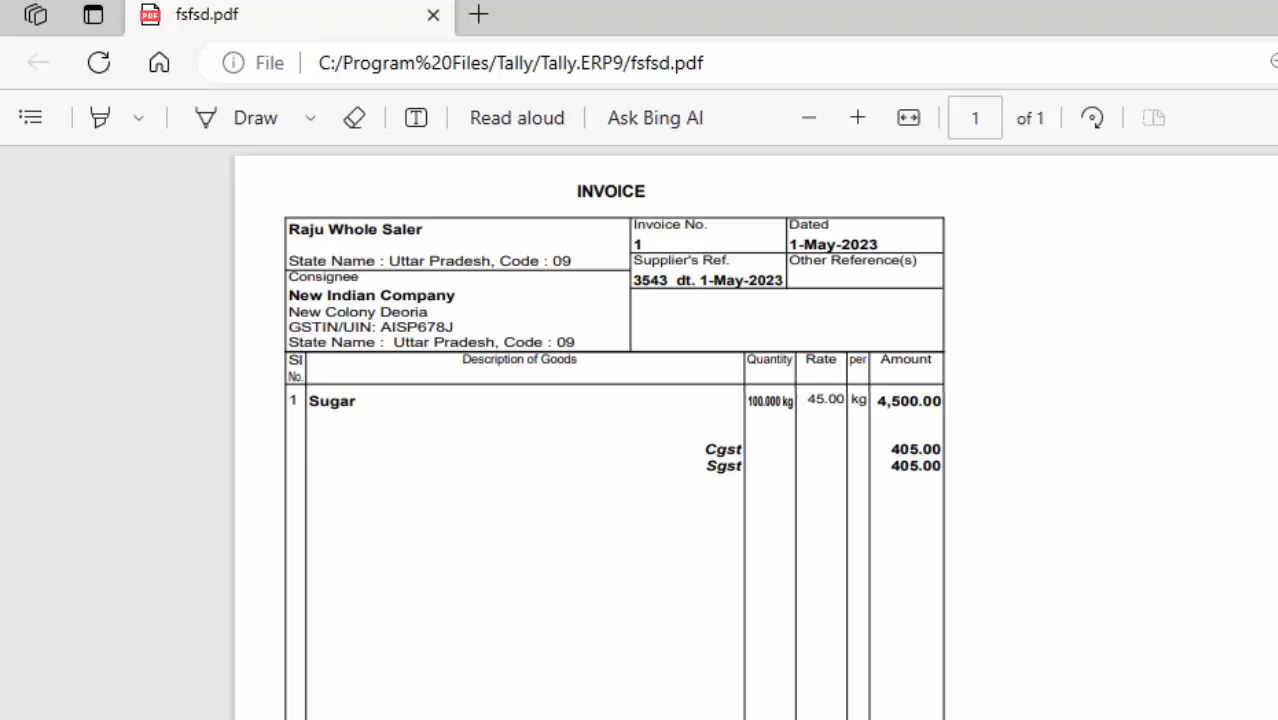 fsfsd.pdf
File
C:/Program%20Files/Tally/Tally.ERP9/fsfsd.pdf
Draw
Read aloud
Ask Bing AI
1 of 1
INVOICE
Raju Whole Saler
State Name : Uttar Pradesh, Code : 09
Consignee
New Indian Company
New Colony Deoria
GSTIN/UIN: AISP678J
State Name : Uttar Pradesh, Code : 09
Invoice No.
1
Dated
1-May-2023
Supplier's Ref.
3543 dt. 1-May-2023
Other Reference(s)
SI No. Description of Goods Quantity Rate per Amount
1 Sugar 100.000 kg 45.00 kg 4,500.00
Cgst 405.00
Sgst 405.00